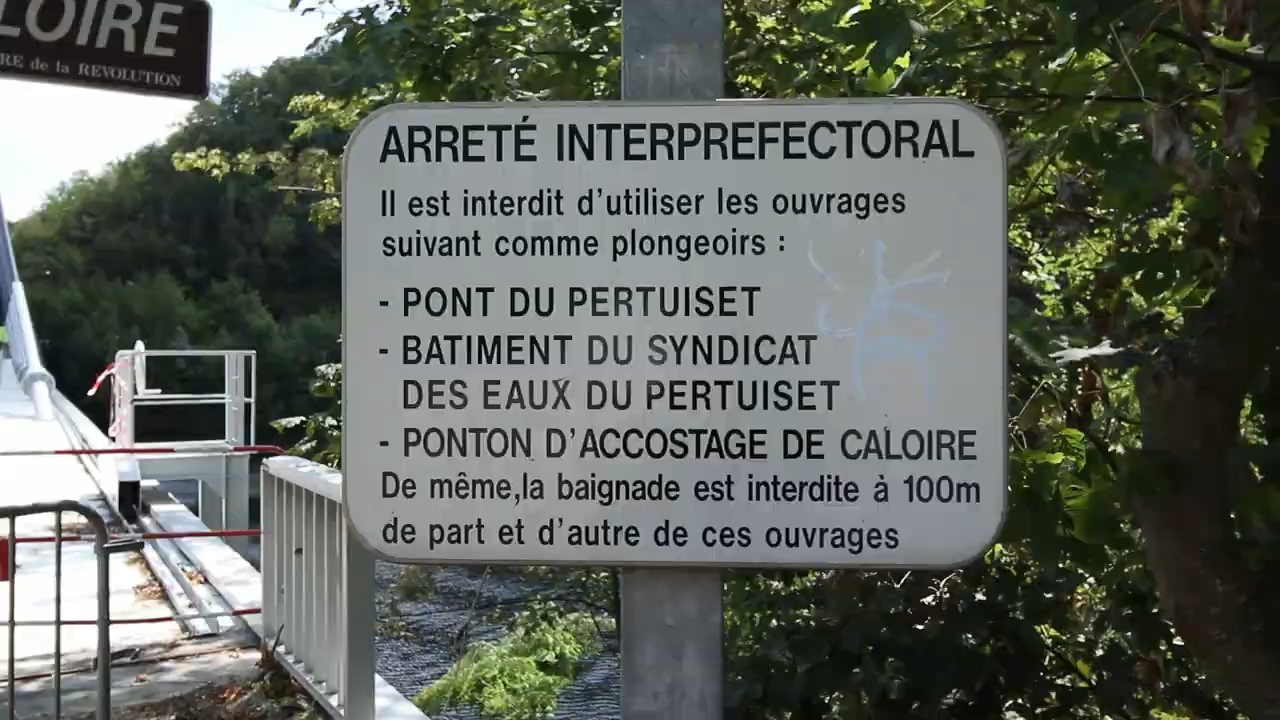 LOIRE
RE de la REVOLUTION
ARRETÉ INTERPREFECTORAL
Il est interdit d'utiliser les ouvrages
suivant comme plongeoirs :
- PONT DU PERTUISET
- BATIMENT DU SYNDICAT
DES EAUX DU PERTUISET
- PONTON D'ACCOSTAGE DE CALOIRE
De même,la baignade est interdite à 100m
de part et d'autre de ces ouvrages